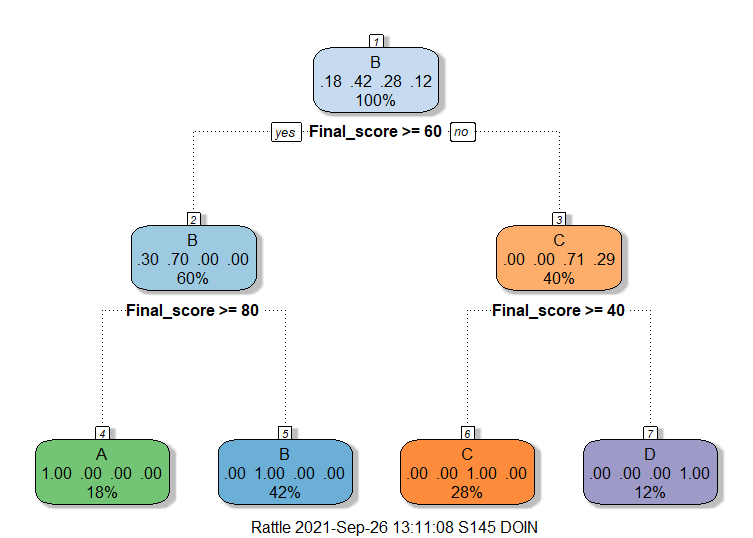 1
B
.18 .42 .28 .12
100%
yes Final_score >= 60 no
2
B
.30 .70 .00 .00
60%
3
C
.00 .00 .71 .29
40%
Final_score >= 80
Final_score >= 40
4
A
1.00 .00 .00 .00
18%
5
B
.00 1.00 .00 .00
42%
6
C
.00 .00 1.00 .00
28%
7
D
.00 .00 .00 1.00
12%
Rattle 2021-Sep-26 13:11:08 S145 DOIN